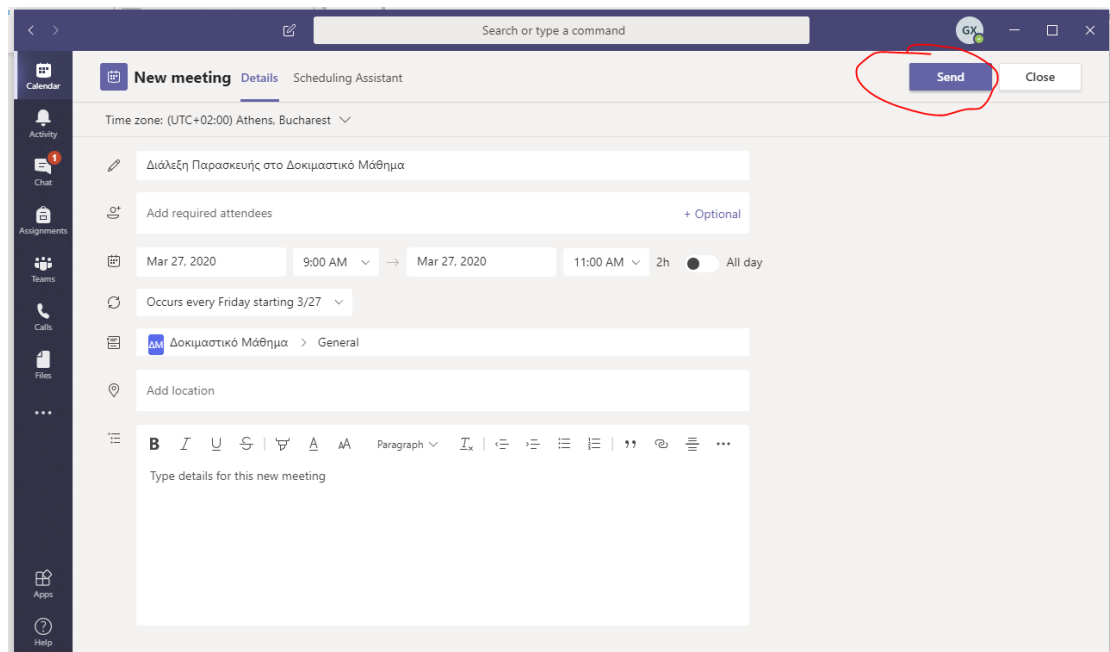 Search or type a command
GX
Calendar
New meeting Details Scheduling Assistant
Send Close
Time zone: (UTC+02:00) Athens, Bucharest
Activity
Διάλεξη Παρασκευής στο Δοκιμαστικό Μάθημα
1
Chat
Add required attendees + Optional
Assignments
Mar 27, 2020 9:00 AM → Mar 27, 2020 11:00 AM 2h All day
Teams
Occurs every Friday starting 3/27
Calls
ΔΜ Δοκιμαστικό Μάθημα > General
Files
Add location
B I U S A AA Paragraph Tx
Type details for this new meeting
Apps
Help